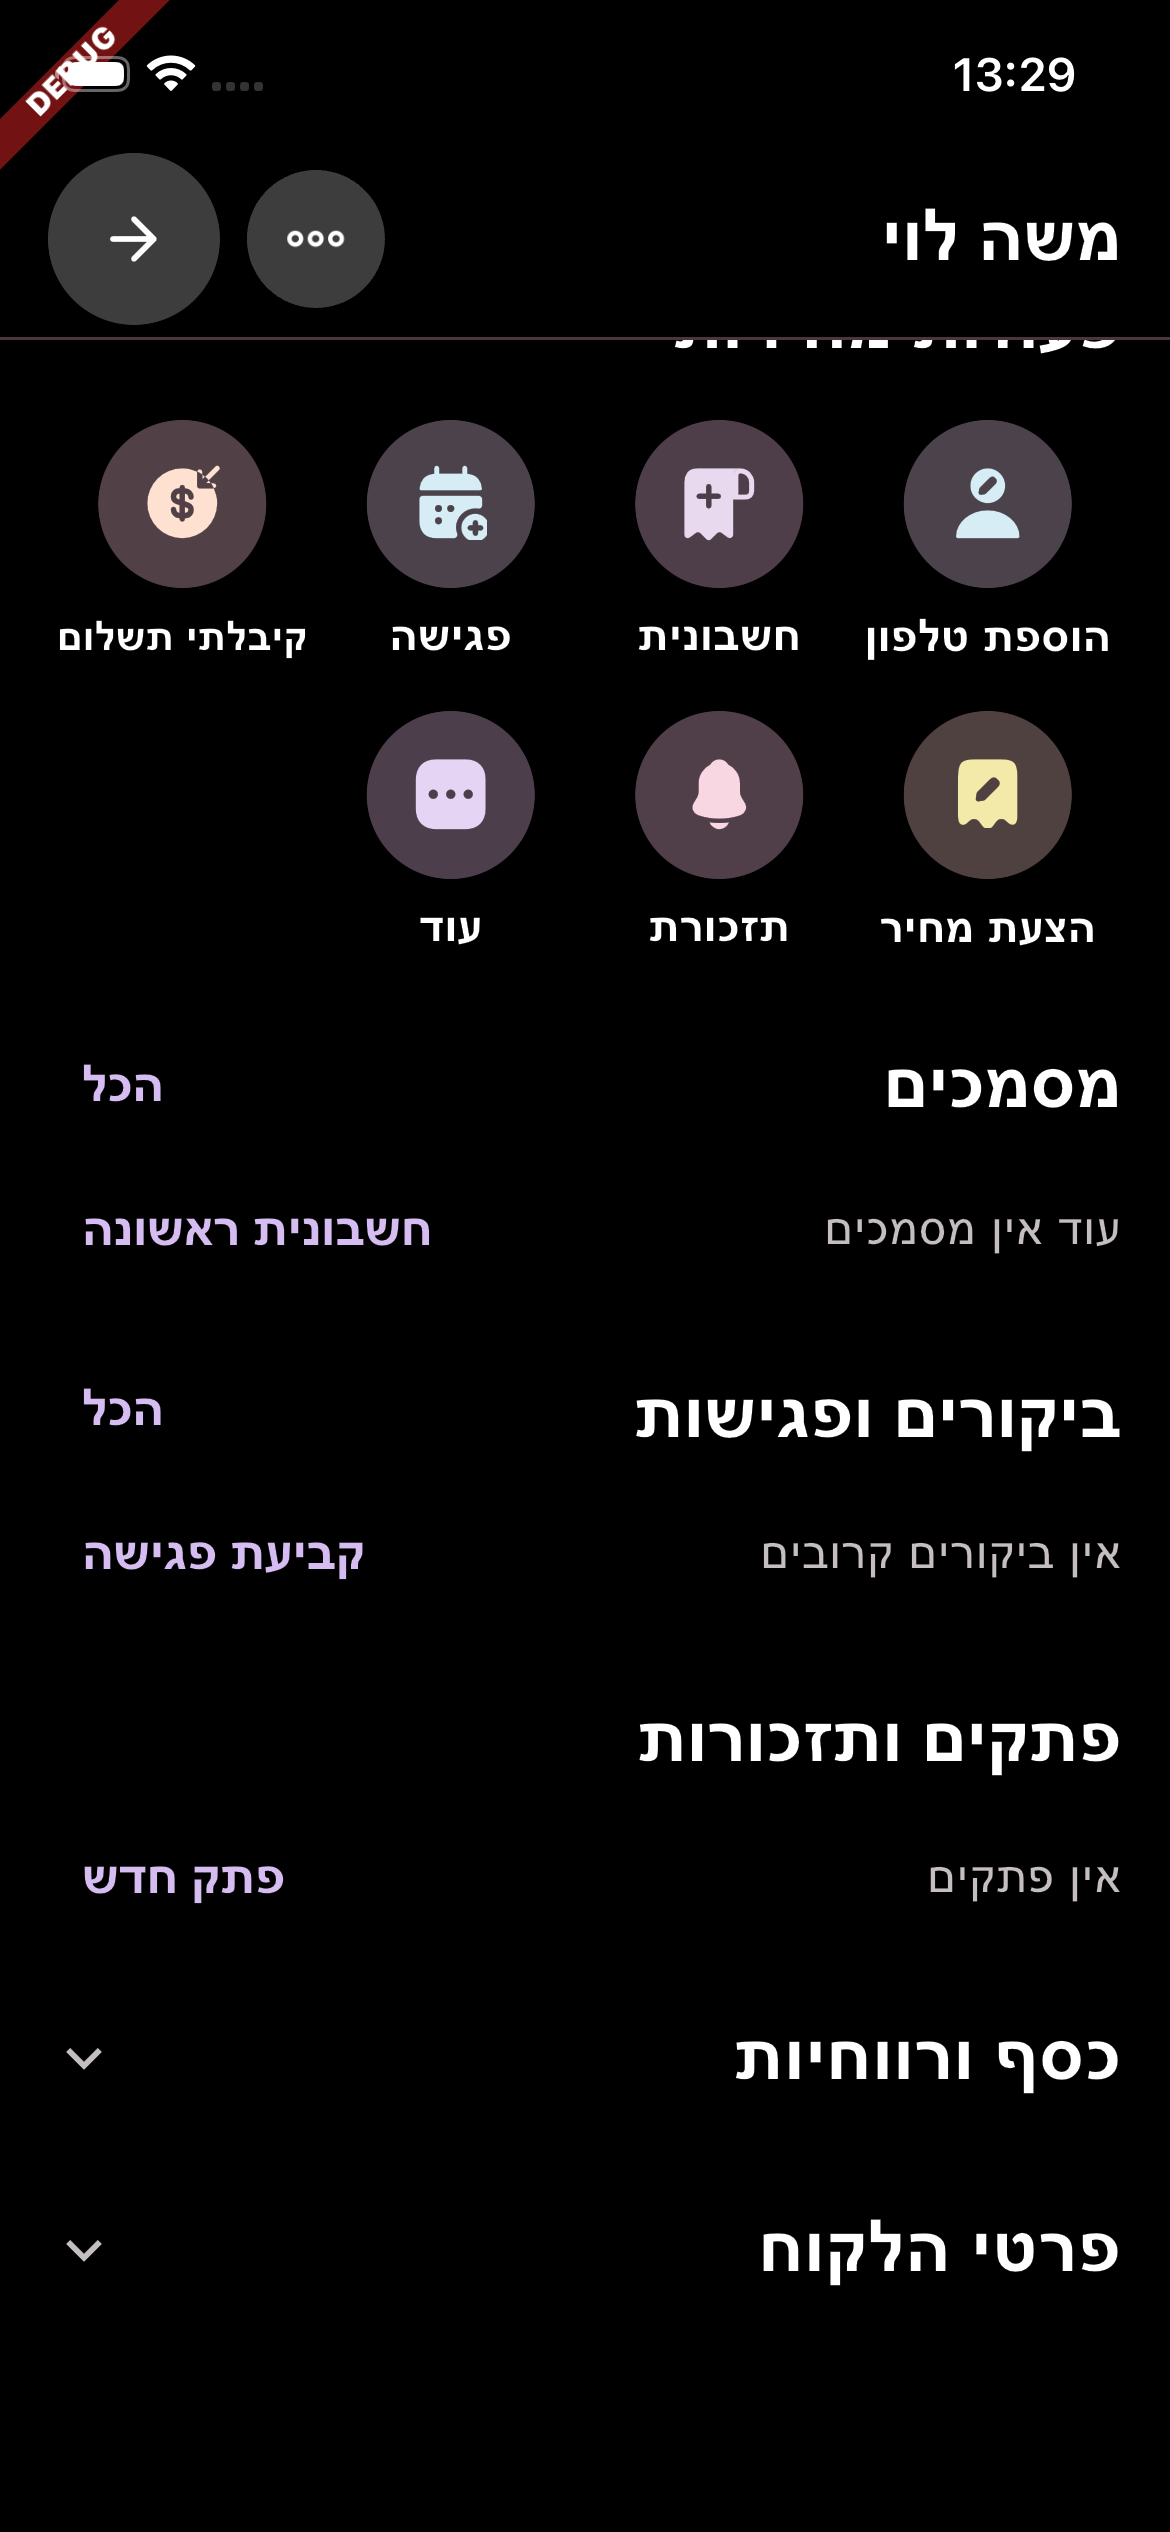 DEBUG
13:29
משה לוי
הוספת טלפון
חשבונית
פגישה
קיבלתי תשלום
הצעת מחיר
תזכורת
עוד
מסמכים
הכל
עוד אין מסמכים
חשבונית ראשונה
ביקורים ופגישות
הכל
אין ביקורים קרובים
קביעת פגישה
פתקים ותזכורות
אין פתקים
פתק חדש
כסף ורווחיות
פרטי הלקוח